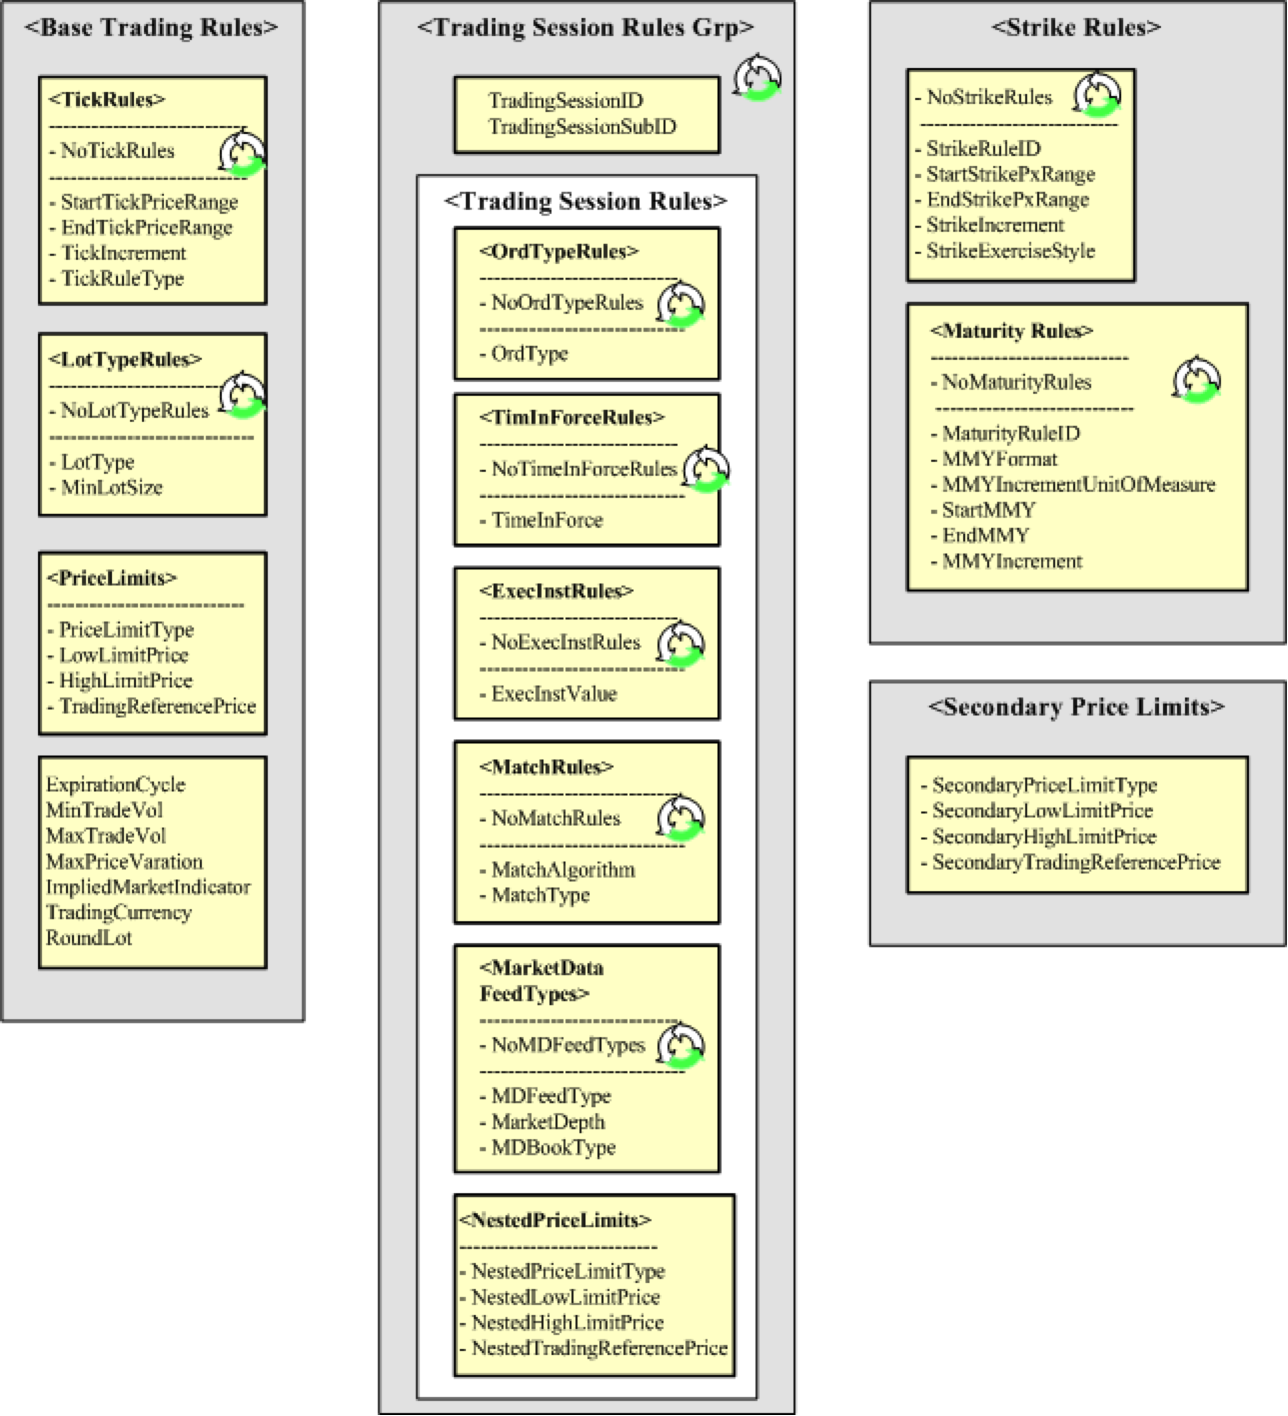 <Base Trading Rules>
<TickRules>
- NoTickRules
- StartTickPriceRange
- EndTickPriceRange
- TickIncrement
- TickRuleType
<LotTypeRules>
- NoLotTypeRules
- LotType
- MinLotSize
<PriceLimits>
- PriceLimitType
- LowLimitPrice
- HighLimitPrice
- TradingReferencePrice
ExpirationCycle
MinTradeVol
MaxTradeVol
MaxPriceVaration
ImpliedMarketIndicator
TradingCurrency
RoundLot
<Trading Session Rules Grp>
TradingSessionID
TradingSessionSubID
<Trading Session Rules>
<OrdTypeRules>
- NoOrdTypeRules
- OrdType
<TimInForceRules>
- NoTimeInForceRules
- TimeInForce
<ExecInstRules>
- NoExecInstRules
- ExecInstValue
<MatchRules>
- NoMatchRules
- MatchAlgorithm
- MatchType
<MarketData
FeedTypes>
- NoMDFeedTypes
- MDFeedType
- MarketDepth
- MDBookType
<NestedPriceLimits>
- NestedPriceLimitType
- NestedLowLimitPrice
- NestedHighLimitPrice
- NestedTradingReferencePrice
<Strike Rules>
- NoStrikeRules
- StrikeRuleID
- StartStrikePxRange
- EndStrikePxRange
- StrikeIncrement
- StrikeExerciseStyle
<Maturity Rules>
- NoMaturityRules
- MaturityRuleID
- MMYFormat
- MMYIncrementUnitOfMeasure
- StartMMY
- EndMMY
- MMYIncrement
<Secondary Price Limits>
- SecondaryPriceLimitType
- SecondaryLowLimitPrice
- SecondaryHighLimitPrice
- SecondaryTradingReferencePrice